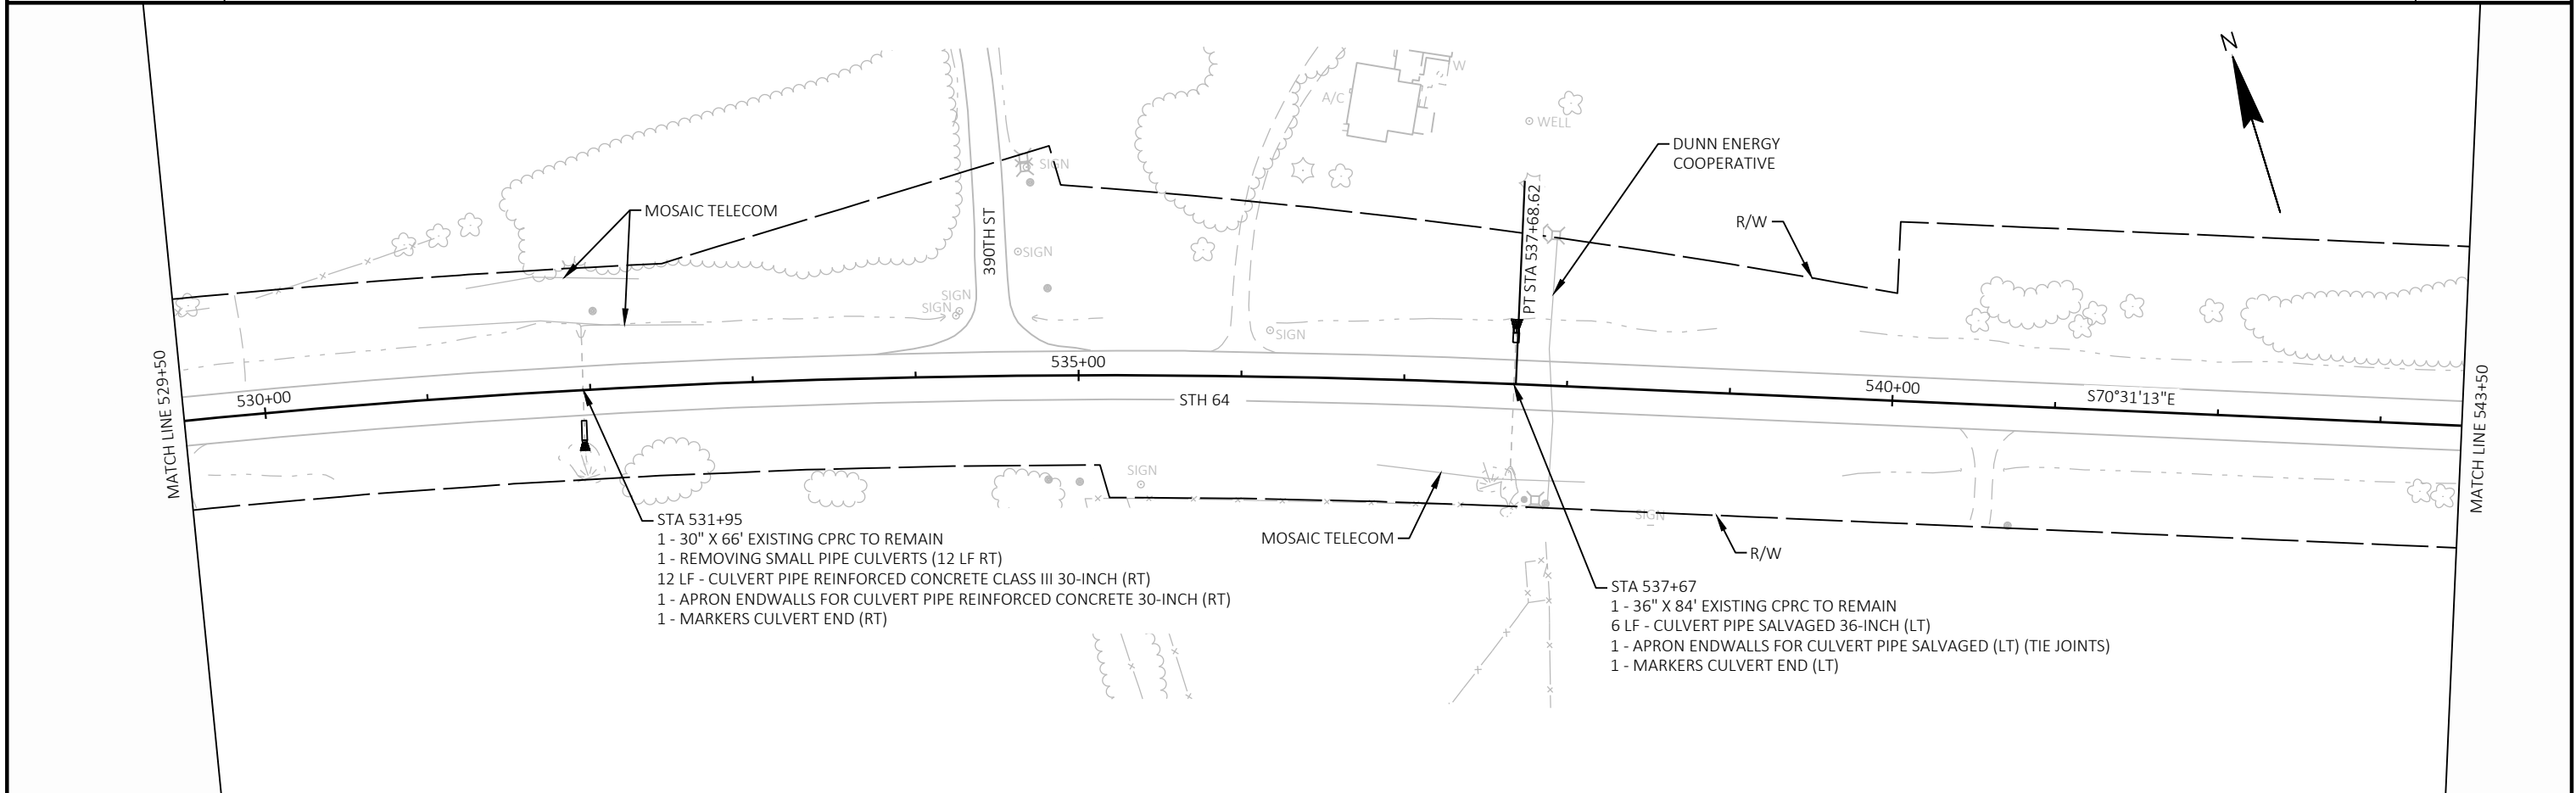 N
W
A/C
WELL
DUNN ENERGY
COOPERATIVE
SIGN
MOSAIC TELECOM
390TH ST
PT STA 537+68.62
R/W
SIGN
SIGN
SIGN
SIGN
MATCH LINE 529+50
530+00
535+00
540+00
S70°31'13"E
STH 64
MATCH LINE 543+50
SIGN
STA 531+95
1 - 30" X 66' EXISTING CPRC TO REMAIN
1 - REMOVING SMALL PIPE CULVERTS (12 LF RT)
12 LF - CULVERT PIPE REINFORCED CONCRETE CLASS III 30-INCH (RT)
1 - APRON ENDWALLS FOR CULVERT PIPE REINFORCED CONCRETE 30-INCH (RT)
1 - MARKERS CULVERT END (RT)
MOSAIC TELECOM
SIGN
R/W
STA 537+67
1 - 36" X 84' EXISTING CPRC TO REMAIN
6 LF - CULVERT PIPE SALVAGED 36-INCH (LT)
1 - APRON ENDWALLS FOR CULVERT PIPE SALVAGED (LT) (TIE JOINTS)
1 - MARKERS CULVERT END (LT)